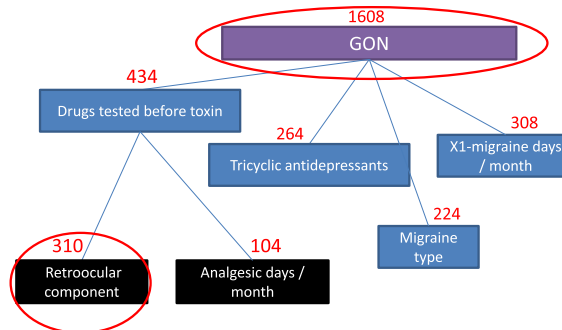 1608
GON
434
Drugs tested before toxin
264
Tricyclic antidepressants
308
X1-migraine days
/ month
224
Migraine
type
310
Retroocular
component
104
Analgesic days /
month